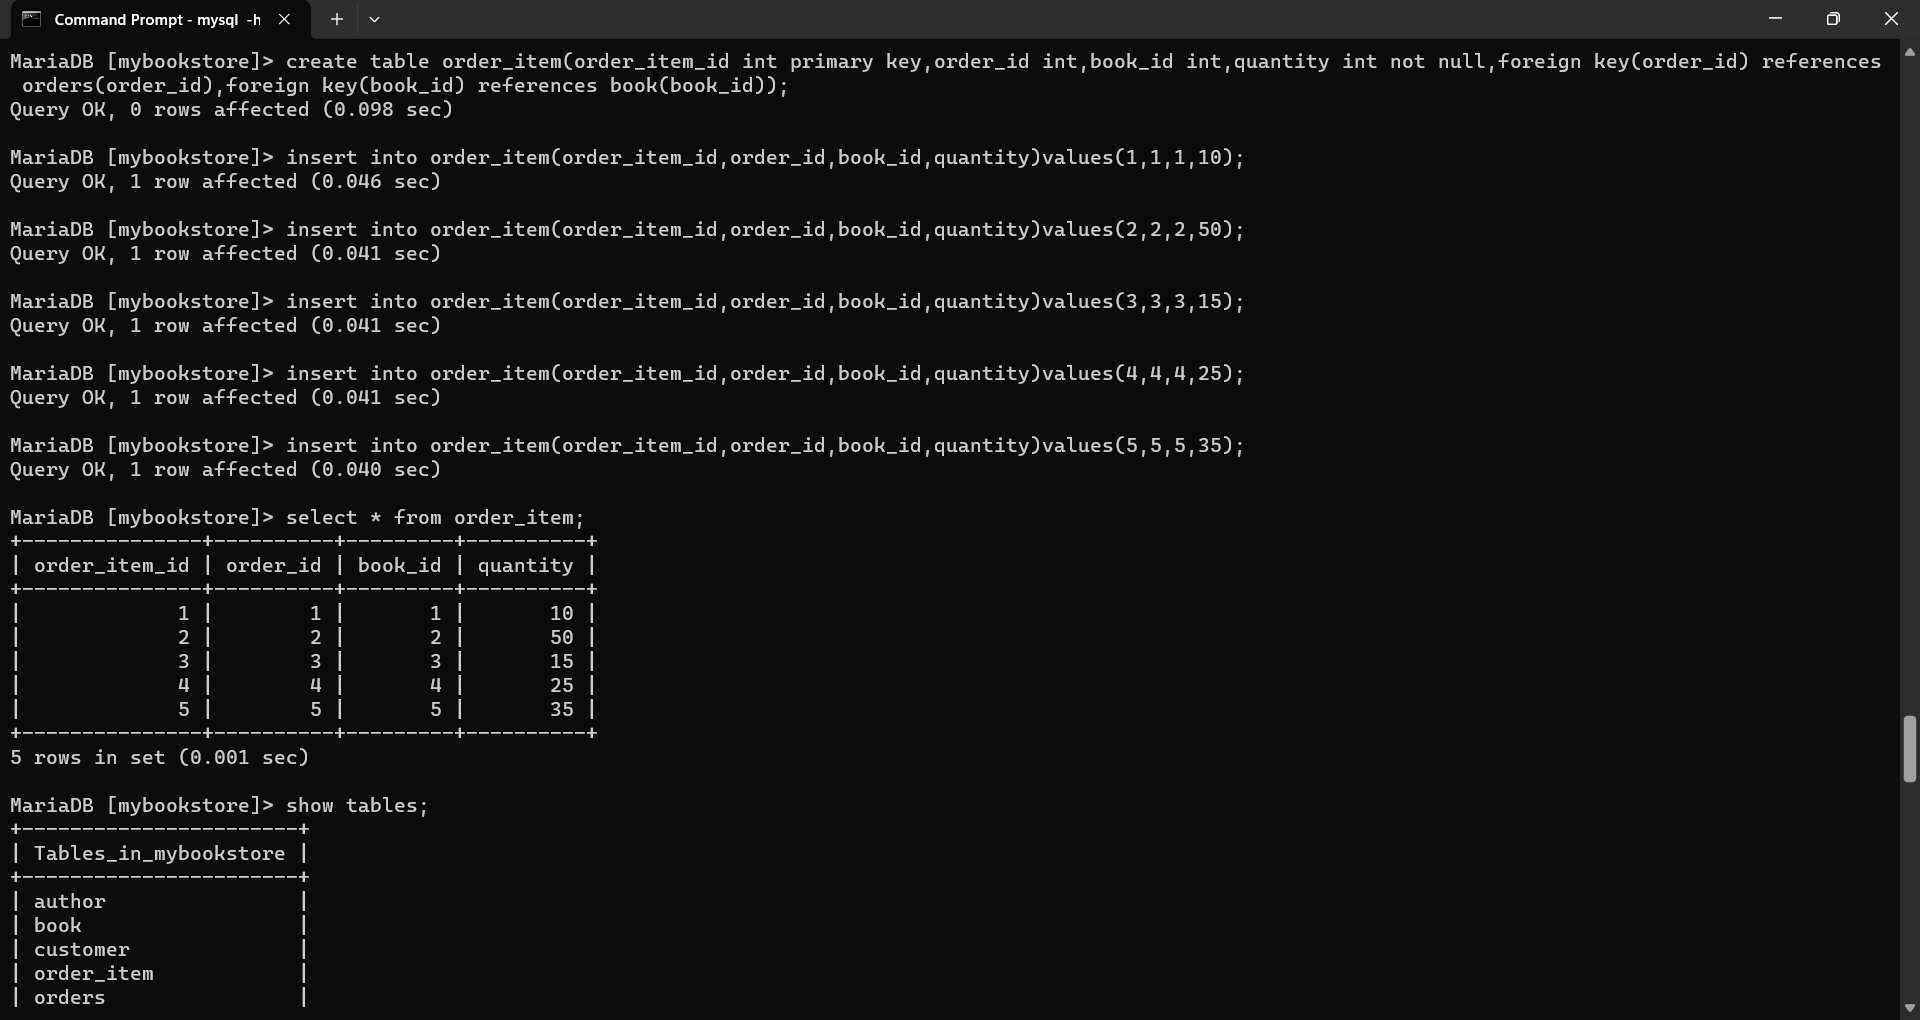 Command Prompt - mysql -h
MariaDB [mybookstore]> create table order_item(order_item_id int primary key,order_id int,book_id int,quantity int not null,foreign key(order_id) references
orders(order_id),foreign key(book_id) references book(book_id));
Query OK, 0 rows affected (0.098 sec)
MariaDB [mybookstore]> insert into order_item(order_item_id,order_id,book_id,quantity)values(1,1,1,10);
Query OK, 1 row affected (0.046 sec)
MariaDB [mybookstore]> insert into order_item(order_item_id,order_id,book_id,quantity)values(2,2,2,50);
Query OK, 1 row affected (0.041 sec)
MariaDB [mybookstore]> insert into order_item(order_item_id,order_id,book_id,quantity)values(3,3,3,15);
Query OK, 1 row affected (0.041 sec)
MariaDB [mybookstore]> insert into order_item(order_item_id,order_id,book_id,quantity)values(4,4,4,25);
Query OK, 1 row affected (0.041 sec)
MariaDB [mybookstore]> insert into order_item(order_item_id,order_id,book_id,quantity)values(5,5,5,35);
Query OK, 1 row affected (0.040 sec)
MariaDB [mybookstore]> select * from order_item;
+---------------+----------+---------+----------+
| order_item_id | order_id | book_id | quantity |
+---------------+----------+---------+----------+
|             1 |        1 |       1 |       10 |
|             2 |        2 |       2 |       50 |
|             3 |        3 |       3 |       15 |
|             4 |        4 |       4 |       25 |
|             5 |        5 |       5 |       35 |
+---------------+----------+---------+----------+
5 rows in set (0.001 sec)
MariaDB [mybookstore]> show tables;
+-----------------------+
| Tables_in_mybookstore |
+-----------------------+
| author                |
| book                  |
| customer              |
| order_item            |
| orders                |